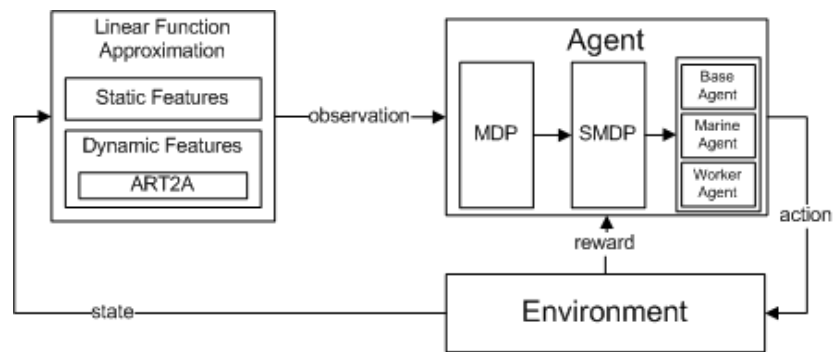 Linear Function
Approximation
Static Features
Dynamic Features
ART2A
observation
Agent
MDP
SMDP
Base
Agent
Marine
Agent
Worker
Agent
action
reward
state
Environment